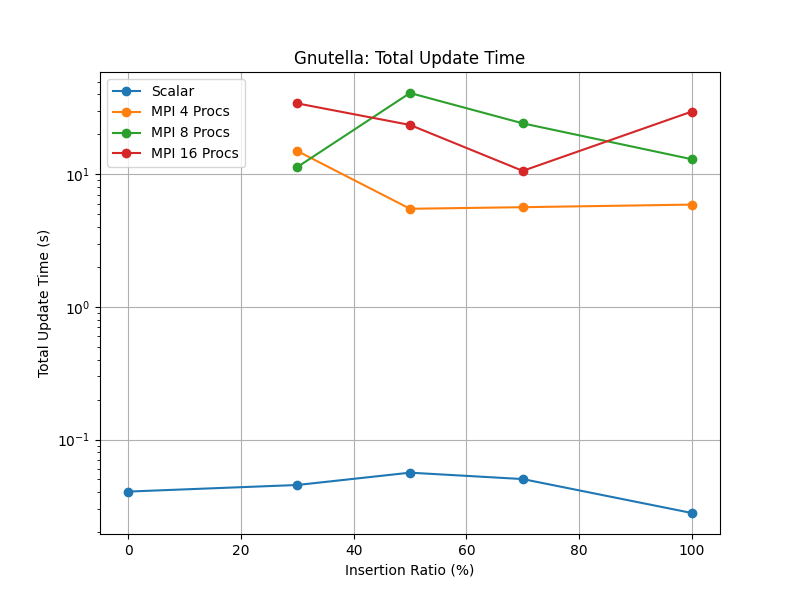 Gnutella: Total Update Time
Scalar
MPI 4 Procs
MPI 8 Procs
MPI 16 Procs
Total Update Time (s)
10¹
10⁰
10⁻¹
0 20 40 60 80 100
Insertion Ratio (%)